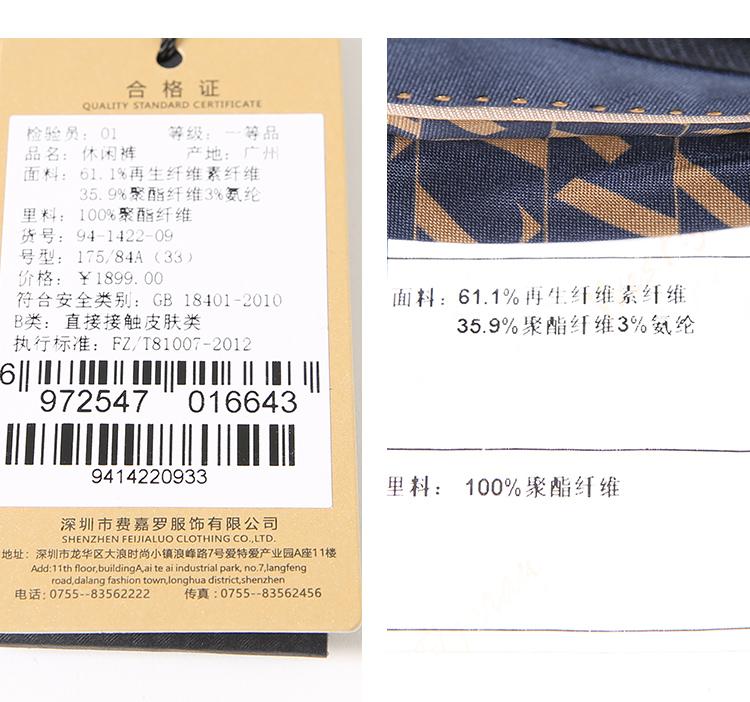 合格证
QUALITY STANDARD CERTIFICATE
检验员: 01 等级: 一等品
品名: 休闲裤 产地: 广州
面料: 61.1%再生纤维素纤维
35.9%聚酯纤维3%氨纶
里料: 100%聚酯纤维
货号: 94-1422-09
号型: 175/84A (33)
价格: ￥1899.00
符合安全类别: GB 18401-2010
B类: 直接接触皮肤类
执行标准: FZ/T81007-2012
6 972547 016643
9414220933
深圳市费嘉罗服饰有限公司
SHENZHEN FEIJIALUO CLOTHING CO.,LTD.
地址: 深圳市龙华区大浪时尚小镇浪峰路7号爱特爱产业园A座11楼
Add:11th floor,buildingA,ai te ai industrial park, no.7,langfeng
road,dalang fashion town,longhua district,shenzhen
电话: 0755--83562222 传真: 0755--83562456
面料: 61.1%再生纤维素纤维
35.9%聚酯纤维3%氨纶
里料: 100%聚酯纤维